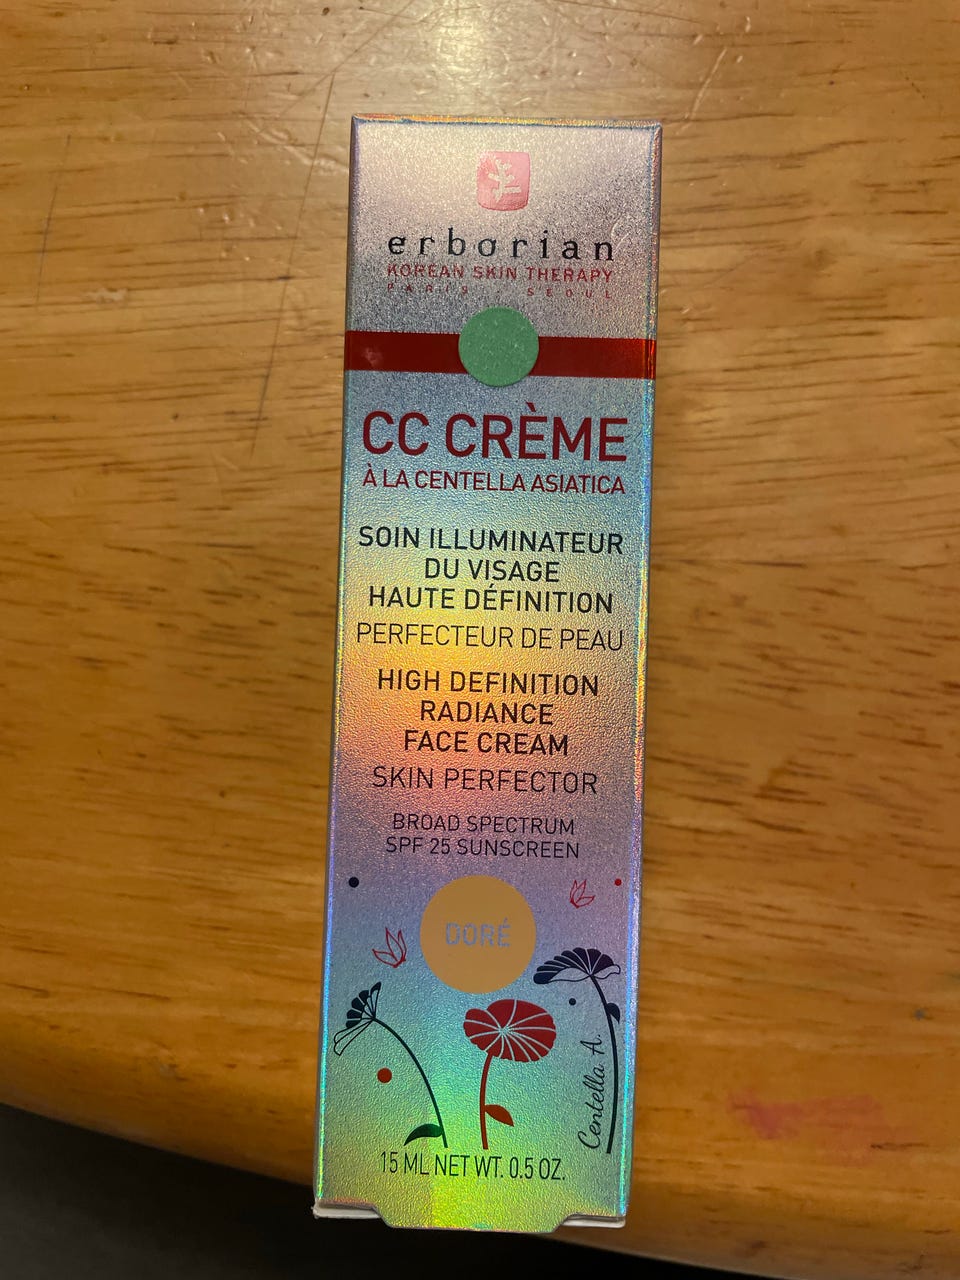 erborian
KOREAN SKIN THERAPY
PARIS - SEOUL
CC CRÈME
À LA CENTELLA ASIATICA
SOIN ILLUMINATEUR
DU VISAGE
HAUTE DÉFINITION
PERFECTEUR DE PEAU
HIGH DEFINITION
RADIANCE
FACE CREAM
SKIN PERFECTOR
BROAD SPECTRUM
SPF 25 SUNSCREEN
DORÉ
Centella A.
15 ML NET WT. 0.5 OZ.